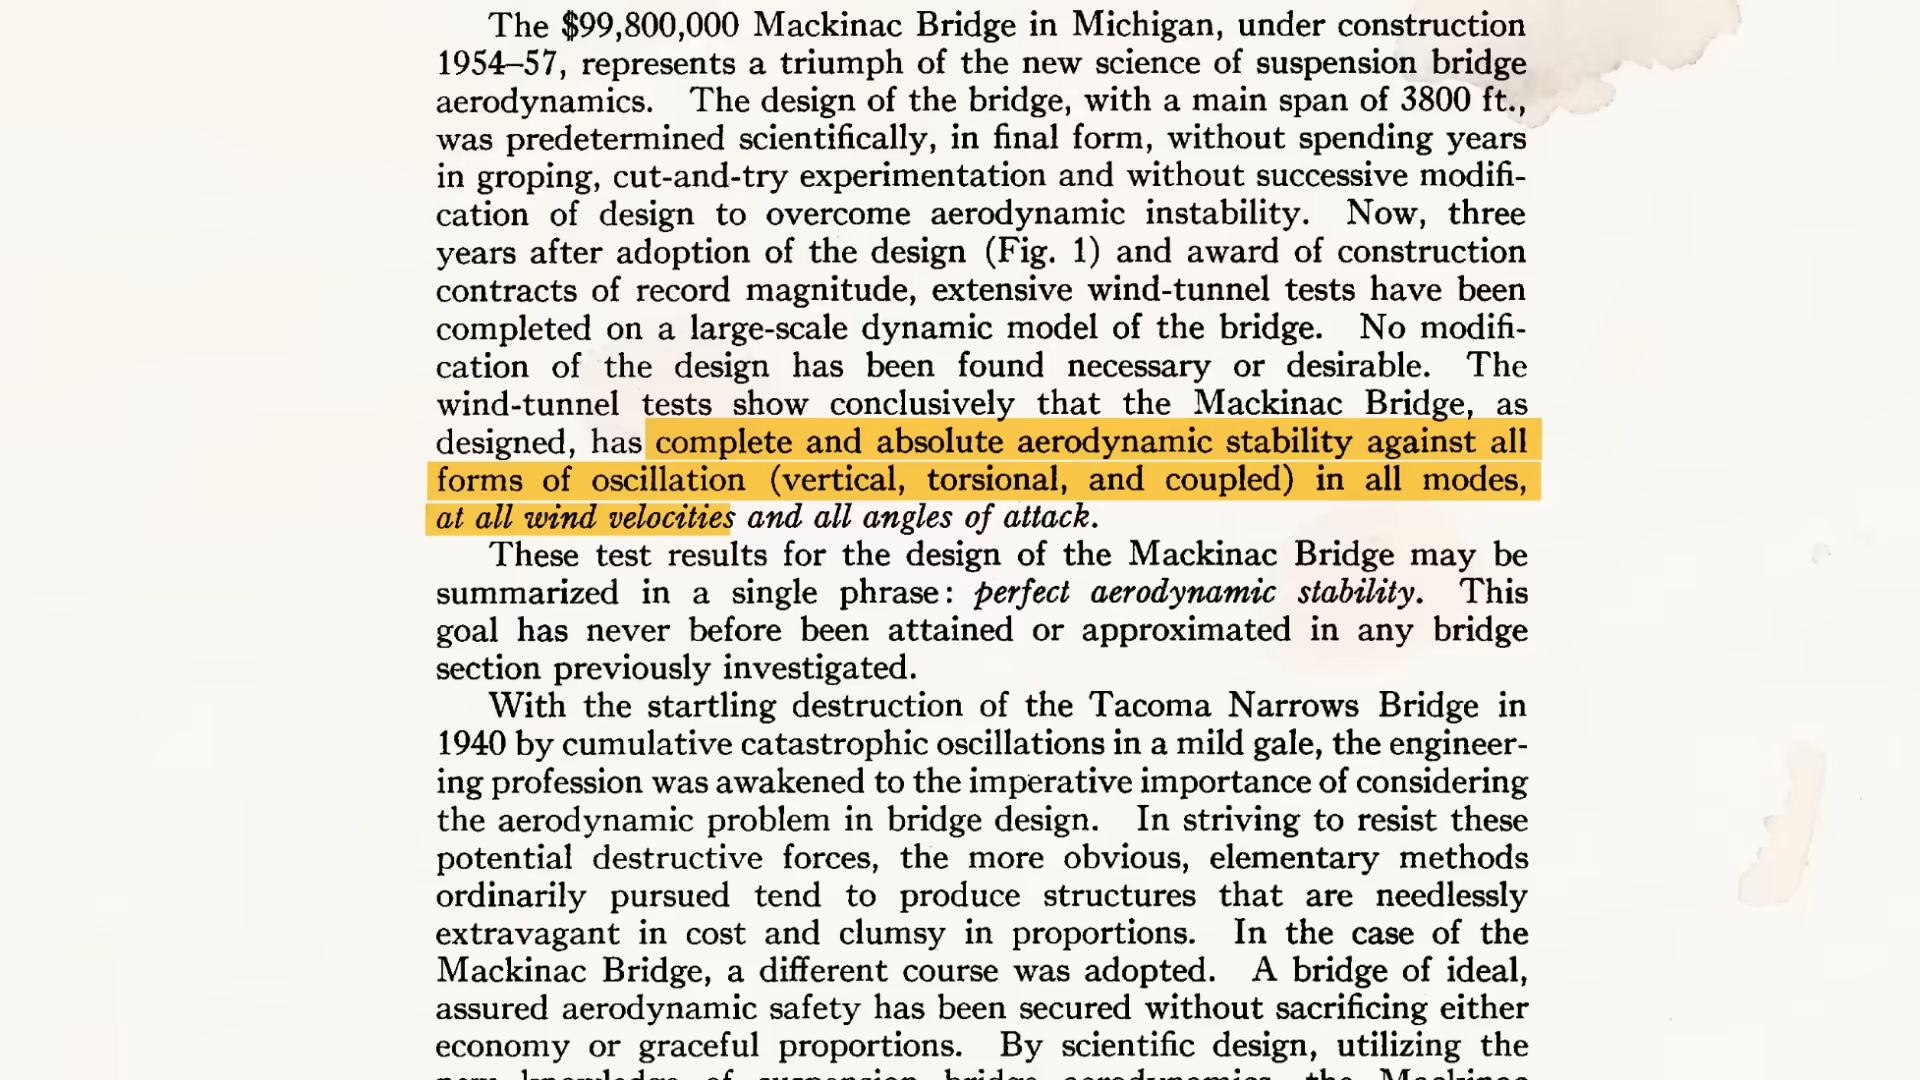 The $99,800,000 Mackinac Bridge in Michigan, under construction
1954–57, represents a triumph of the new science of suspension bridge
aerodynamics. The design of the bridge, with a main span of 3800 ft.,
was predetermined scientifically, in final form, without spending years
in groping, cut-and-try experimentation and without successive modifi-
cation of design to overcome aerodynamic instability. Now, three
years after adoption of the design (Fig. 1) and award of construction
contracts of record magnitude, extensive wind-tunnel tests have been
completed on a large-scale dynamic model of the bridge. No modifi-
cation of the design has been found necessary or desirable. The
wind-tunnel tests show conclusively that the Mackinac Bridge, as
designed, has complete and absolute aerodynamic stability against all
forms of oscillation (vertical, torsional, and coupled) in all modes,
at all wind velocities and all angles of attack.
These test results for the design of the Mackinac Bridge may be
summarized in a single phrase: perfect aerodynamic stability. This
goal has never before been attained or approximated in any bridge
section previously investigated.
With the startling destruction of the Tacoma Narrows Bridge in
1940 by cumulative catastrophic oscillations in a mild gale, the engineer-
ing profession was awakened to the imperative importance of considering
the aerodynamic problem in bridge design. In striving to resist these
potential destructive forces, the more obvious, elementary methods
ordinarily pursued tend to produce structures that are needlessly
extravagant in cost and clumsy in proportions. In the case of the
Mackinac Bridge, a different course was adopted. A bridge of ideal,
assured aerodynamic safety has been secured without sacrificing either
economy or graceful proportions. By scientific design, utilizing the
new knowledge of suspension bridge aerodynamics, the Mackinac